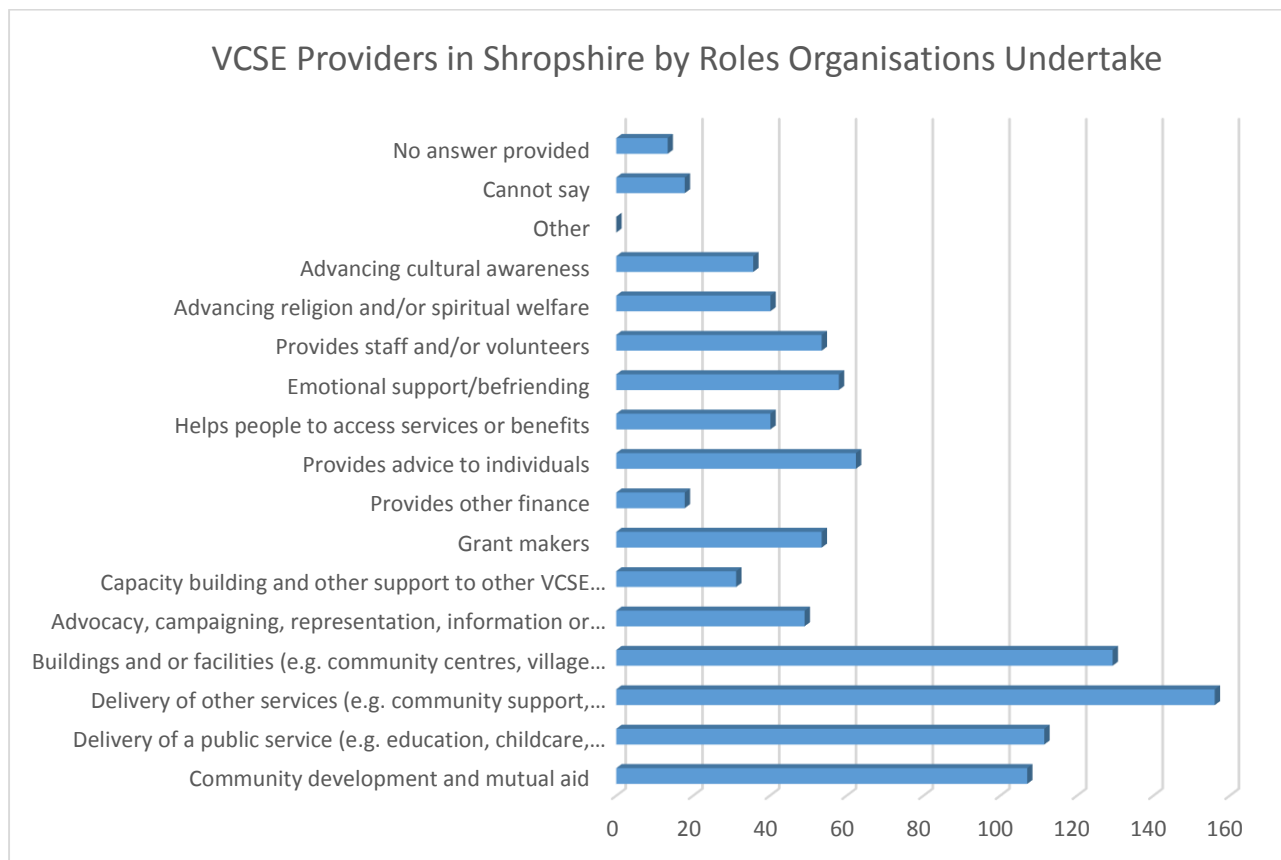 VCSE Providers in Shropshire by Roles Organisations Undertake
No answer provided
Cannot say
Other
Advancing cultural awareness
Advancing religion and/or spiritual welfare
Provides staff and/or volunteers
Emotional support/befriending
Helps people to access services or benefits
Provides advice to individuals
Provides other finance
Grant makers
Capacity building and other support to other VCSE...
Advocacy, campaigning, representation, information or...
Buildings and or facilities (e.g. community centres, village...
Delivery of other services (e.g. community support,...
Delivery of a public service (e.g. education, childcare,...
Community development and mutual aid
0 20 40 60 80 100 120 140 160